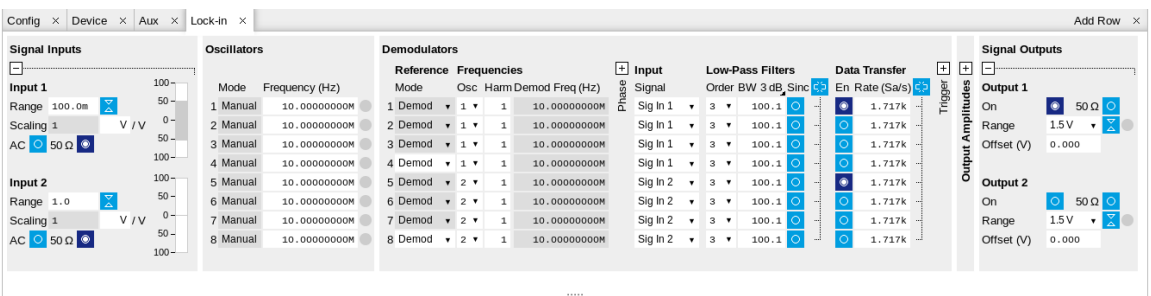 Config × Device × Aux × Lock-in × Add Row ×
Signal Inputs Oscillators Demodulators Signal Outputs
Reference Frequencies Input Low-Pass Filters Data Transfer
Input 1 100 Mode Frequency (Hz) Mode Osc Harm Demod Freq (Hz) Phase Signal Order BW 3 dB Sinc En Rate (Sa/s) Trigger Output Amplitudes Output 1
Range 100.0m 50 1 Manual 10.00000000M 1 Demod 1 1 10.00000000M Sig In 1 3 100.1 1.717k On 50 Ω
Scaling 1 V / V 0 2 Manual 10.00000000M 2 Demod 1 1 10.00000000M Sig In 1 3 100.1 1.717k Range 1.5 V
AC 50 Ω 50 3 Manual 10.00000000M 3 Demod 1 1 10.00000000M Sig In 1 3 100.1 1.717k Offset (V) 0.000
100 4 Manual 10.00000000M 4 Demod 1 1 10.00000000M Sig In 1 3 100.1 1.717k
Input 2 100 5 Manual 10.00000000M 5 Demod 2 1 10.00000000M Sig In 2 3 100.1 1.717k Output 2
Range 1.0 50 6 Manual 10.00000000M 6 Demod 2 1 10.00000000M Sig In 2 3 100.1 1.717k On 50 Ω
Scaling 1 V / V 0 7 Manual 10.00000000M 7 Demod 2 1 10.00000000M Sig In 2 3 100.1 1.717k Range 1.5 V
AC 50 Ω 50 8 Manual 10.00000000M 8 Demod 2 1 10.00000000M Sig In 2 3 100.1 1.717k Offset (V) 0.000
100